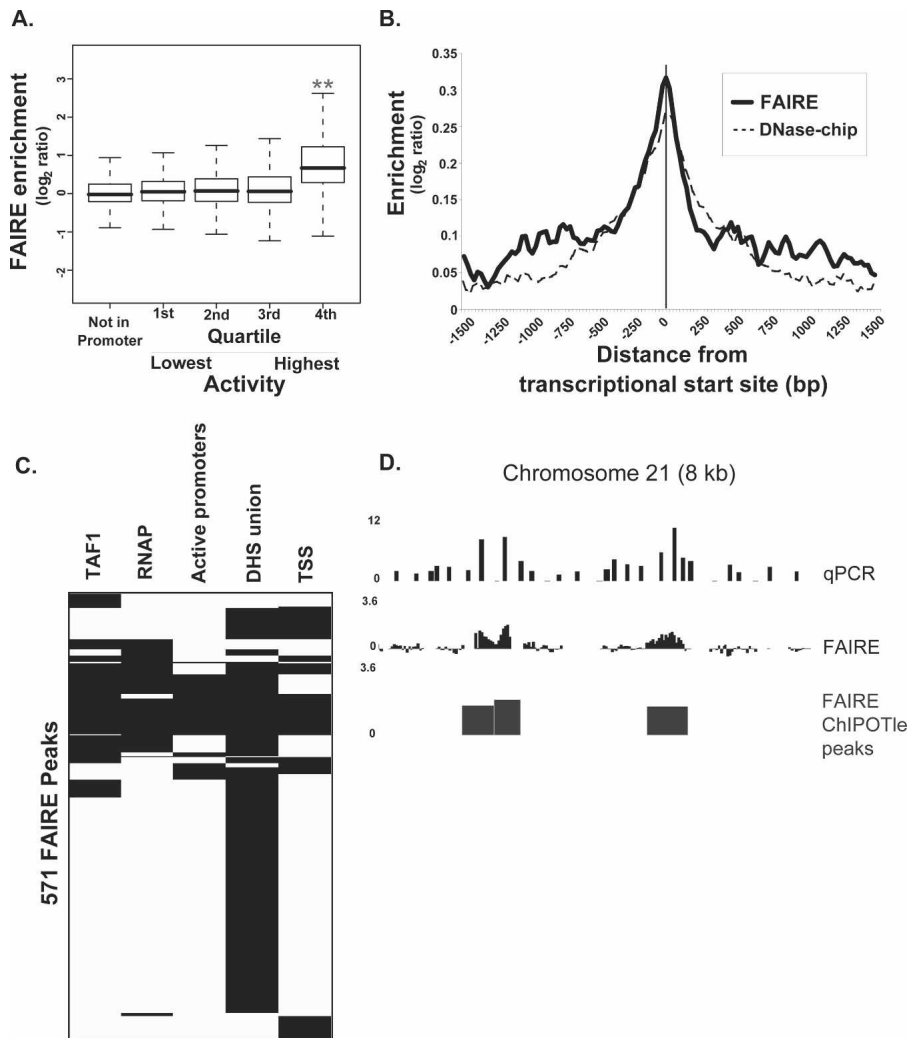 A.
FAIRE enrichment
(log2 ratio)
3
2
1
0
-1
-2
**
Not in
Promoter
1st
2nd
3rd
4th
Quartile
Lowest
Highest
Activity
B.
Enrichment
(log2 ratio)
0.35
0.3
0.25
0.2
0.15
0.1
0.05
0
FAIRE
DNase-chip
-1500
-1250
-1000
-750
-500
-250
0
250
500
750
1000
1250
1500
Distance from
transcriptional start site (bp)
C.
TAF1
RNAP
Active promoters
DHS union
TSS
571 FAIRE Peaks
D.
Chromosome 21 (8 kb)
12
0
qPCR
3.6
0
FAIRE
3.6
0
FAIRE
ChIPOTle
peaks